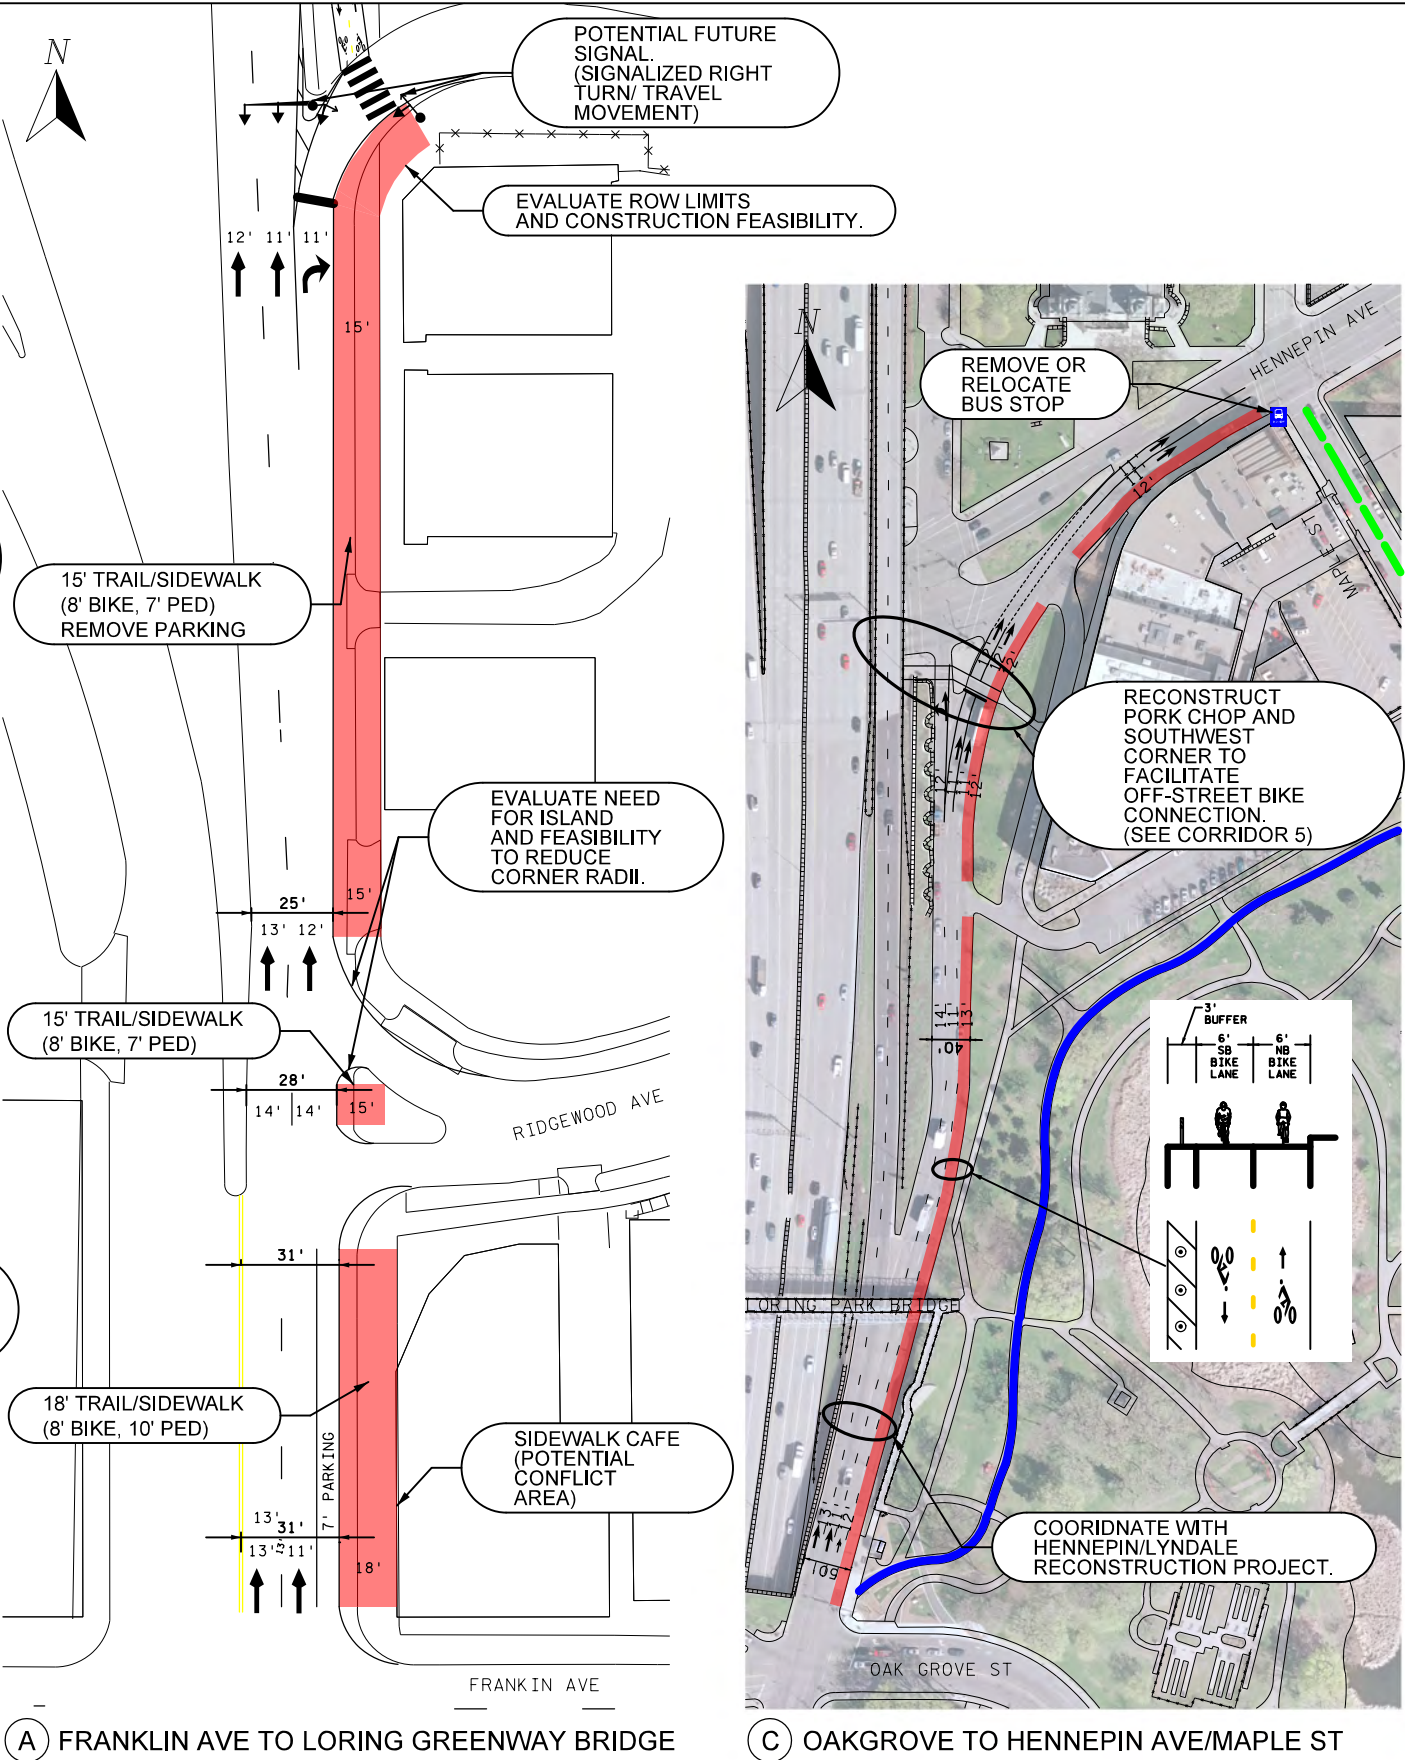 N
POTENTIAL FUTURE
SIGNAL.
(SIGNALIZED RIGHT
TURN/ TRAVEL
MOVEMENT)
EVALUATE ROW LIMITS
AND CONSTRUCTION FEASIBILITY.
12' 11' 11'
15'
15' TRAIL/SIDEWALK
(8' BIKE, 7' PED)
REMOVE PARKING
EVALUATE NEED
FOR ISLAND
AND FEASIBILITY
TO REDUCE
CORNER RADII.
15'
25'
13' 12'
15' TRAIL/SIDEWALK
(8' BIKE, 7' PED)
28'
14' 14' 15'
RIDGEWOOD AVE
31'
18' TRAIL/SIDEWALK
(8' BIKE, 10' PED)
7' PARKING
SIDEWALK CAFE
(POTENTIAL
CONFLICT
AREA)
13'
31'
13' 13' 11'
18'
FRANKIN AVE
A FRANKLIN AVE TO LORING GREENWAY BRIDGE
N
HENNEPIN AVE
REMOVE OR
RELOCATE
BUS STOP
12'
MAPLE ST
12' 12' 12'
RECONSTRUCT
PORK CHOP AND
SOUTHWEST
CORNER TO
FACILITATE
OFF-STREET BIKE
CONNECTION.
(SEE CORRIDOR 5)
12' 12'
14' 11' 13'
40'
3'
BUFFER
6'
SB
BIKE
LANE
6'
NB
BIKE
LANE
LORING PARK BRIDGE
COORIDNATE WITH
HENNEPIN/LYNDALE
RECONSTRUCTION PROJECT.
OAK GROVE ST
C OAKGROVE TO HENNEPIN AVE/MAPLE ST